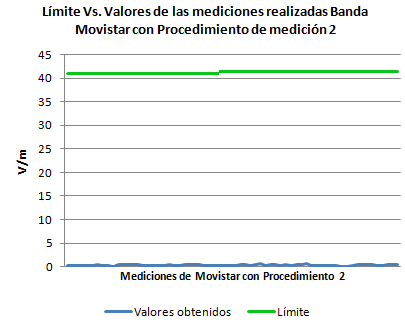 Límite Vs. Valores de las mediciones realizadas Banda
Movistar con Procedimiento de medición 2
50
45
40
35
30
25
20
15
10
5
0
V/m
Mediciones de Movistar con Procedimiento 2
Valores obtenidos
Límite